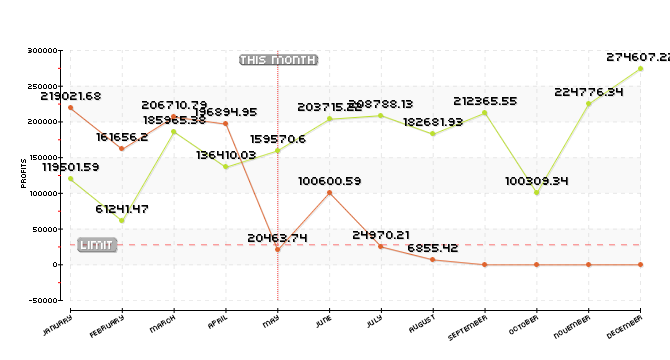 300000
THIS MONTH
274607.22
250000
219021.68
206710.79
196894.95
203715.22
208788.13
212365.55
224776.34
200000
185965.38
182681.93
161656.2
159570.6
150000
136410.03
119501.59
100600.59
100309.34
100000
61241.47
50000
20463.74
24970.21
LIMIT
6855.42
0
-50000
PROFITS
JANUARY
FEBRUARY
MARCH
APRIL
MAY
JUNE
JULY
AUGUST
SEPTEMBER
OCTOBER
NOVEMBER
DECEMBER